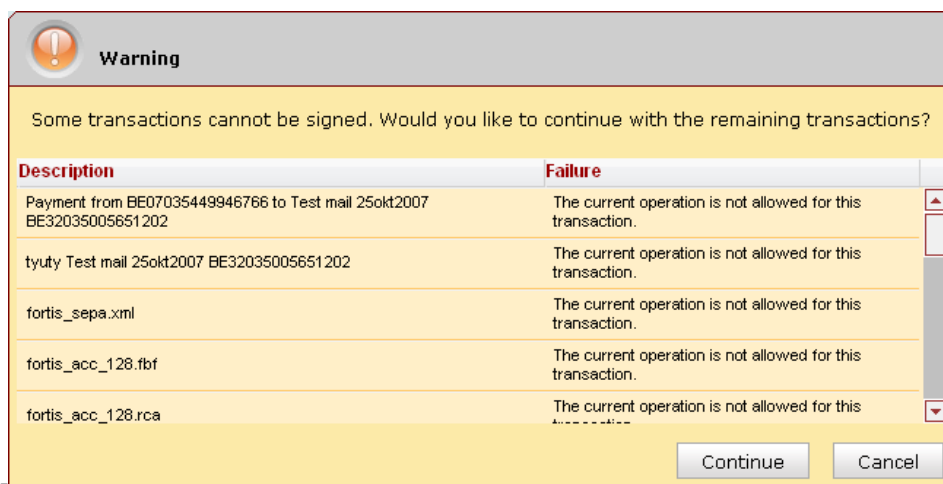 Warning
Some transactions cannot be signed. Would you like to continue with the remaining transactions?
Description Failure
Payment from BE07035449946766 to Test mail 25okt2007 The current operation is not allowed for this
BE32035005651202 transaction.
tyuty Test mail 25okt2007 BE32035005651202 The current operation is not allowed for this
transaction.
fortis_sepa.xml The current operation is not allowed for this
transaction.
fortis_acc_128.fbf The current operation is not allowed for this
transaction.
fortis_acc_128.rca The current operation is not allowed for this
transaction.
Continue Cancel